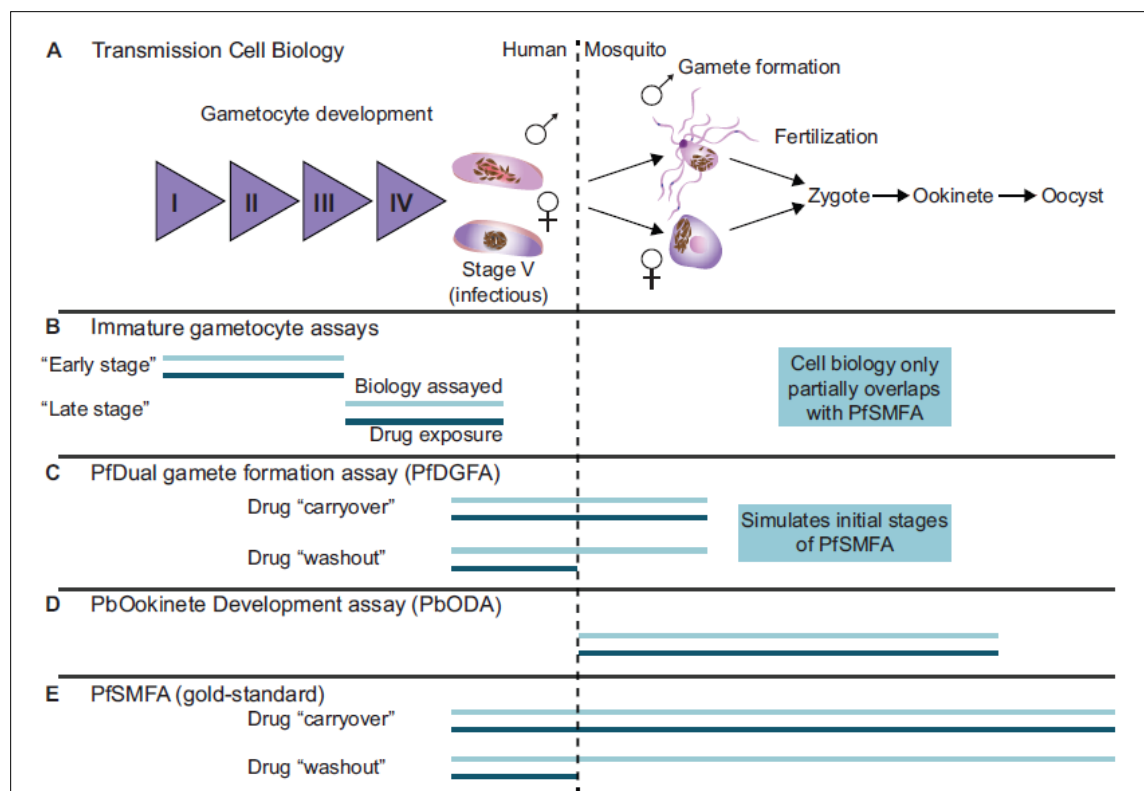 A Transmission Cell Biology
Human
Mosquito
Gamete formation
Gametocyte development
Fertilization
I
II
III
IV
Zygote
Ookinete
Oocyst
Stage V
(infectious)
B Immature gametocyte assays
"Early stage"
Biology assayed
"Late stage"
Drug exposure
Cell biology only
partially overlaps
with PfSMFA
C PfDual gamete formation assay (PfDGFA)
Drug "carryover"
Drug "washout"
Simulates initial stages
of PfSMFA
D PbOokinete Development assay (PbODA)
E PfSMFA (gold-standard)
Drug "carryover"
Drug "washout"